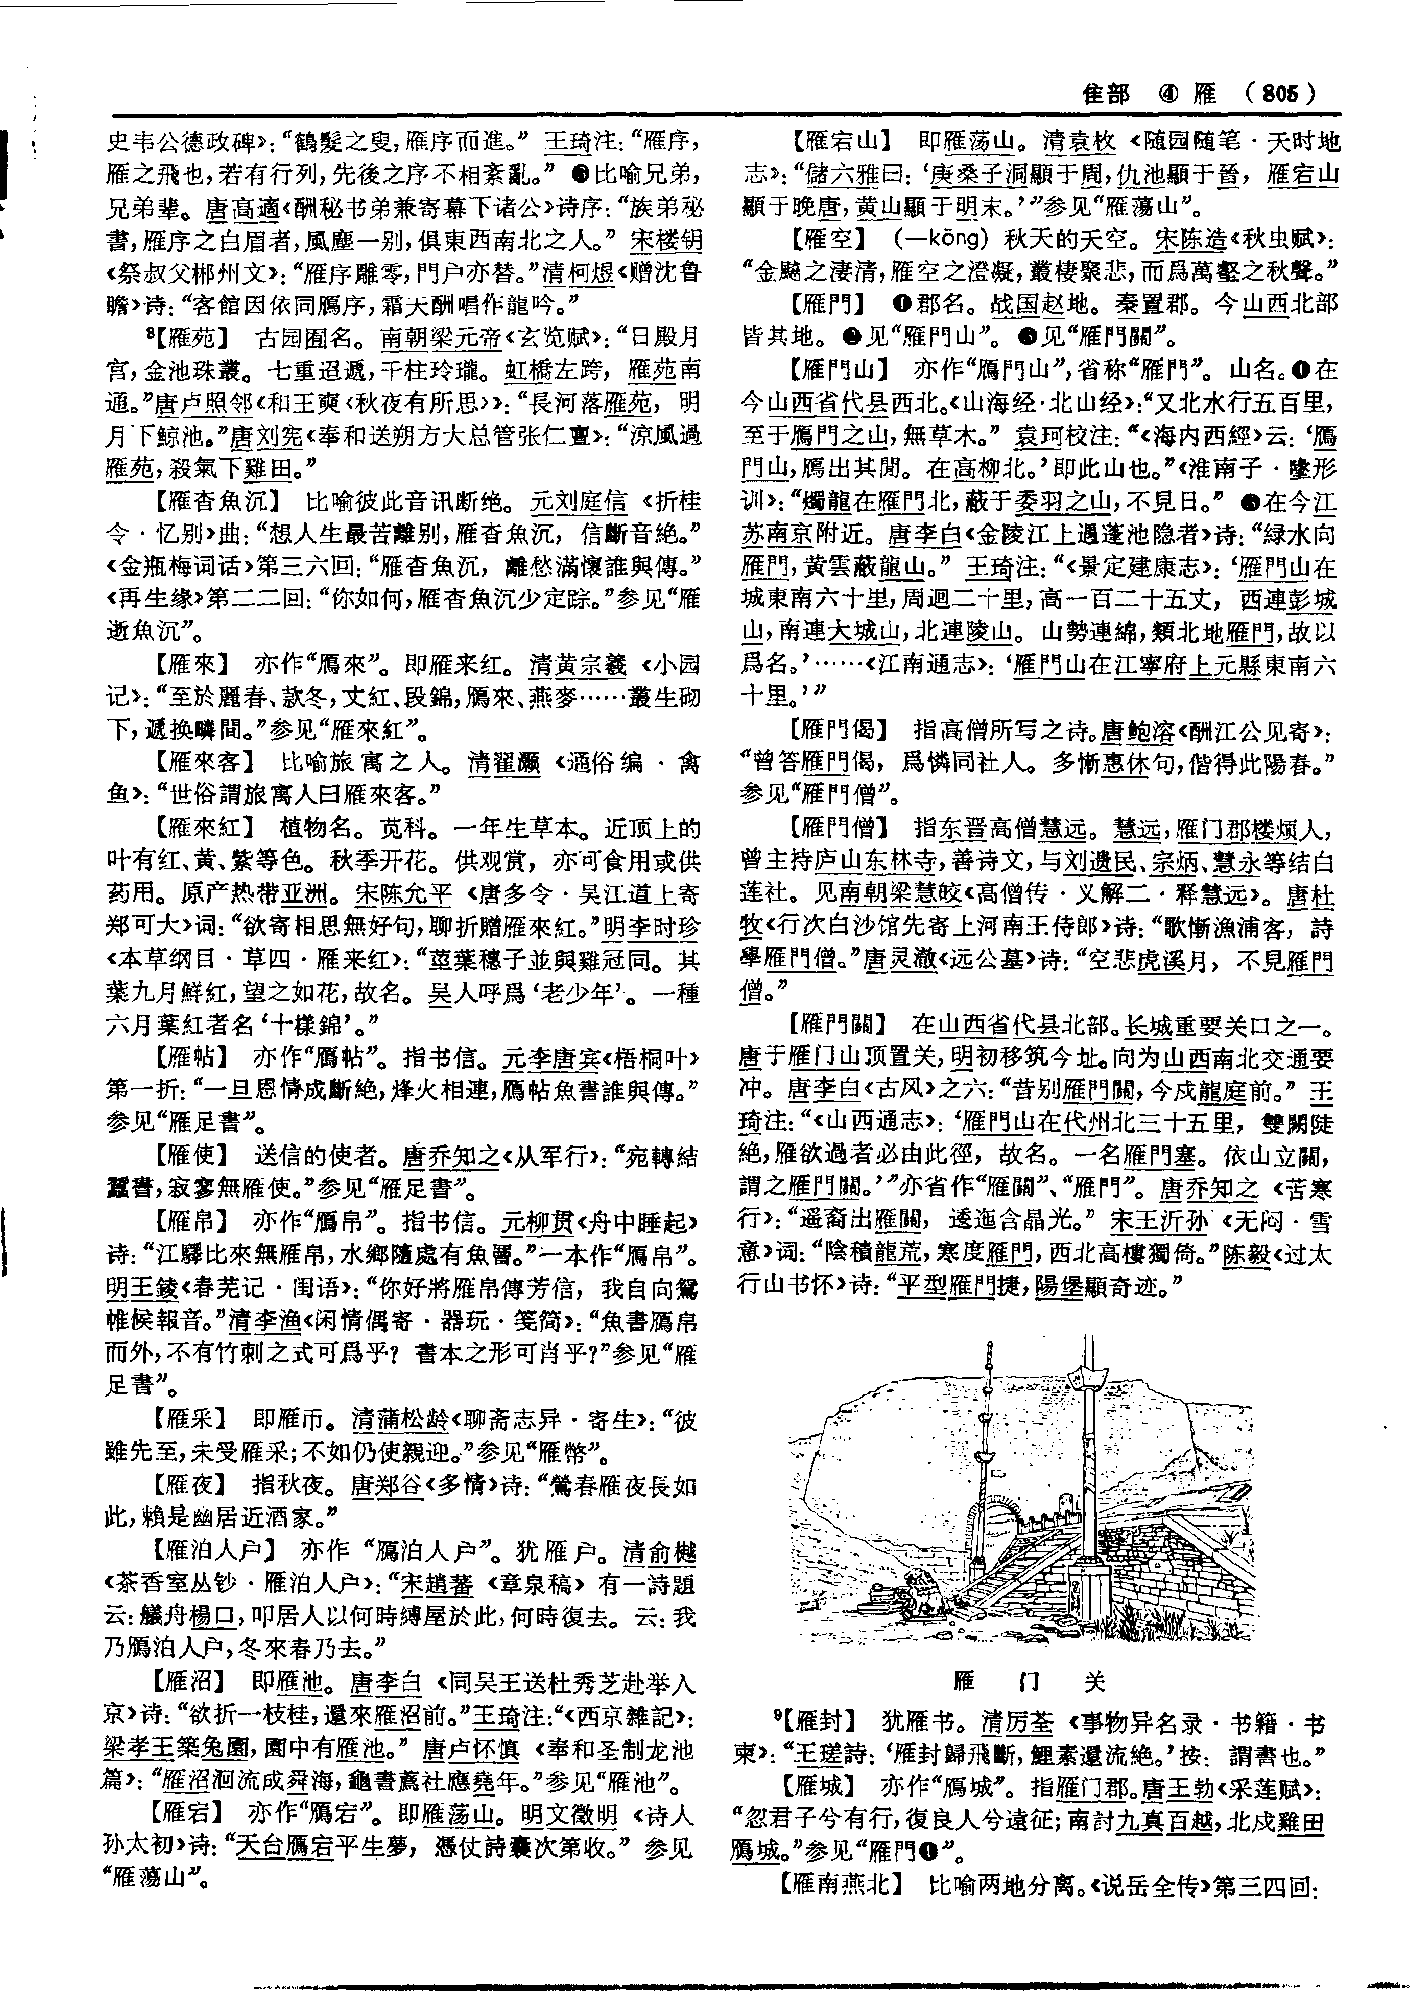 隹部　④　雁　（805）
史韦公德政碑》：“鶴髮之叟，雁序而進。”　王琦注：“雁序，
雁之飛也，若有行列，先後之序不相紊亂。”　❸比喻兄弟，
兄弟辈。唐高適《酬秘书弟兼寄幕下诸公》诗序：“族弟秘
書，雁序之白眉者，風塵一别，俱東西南北之人。”　宋楼钥
《祭叔父郴州文》：“雁序雕零，門户亦替。”清柯煜《赠沈鲁
瞻》诗：“客館因依同鴈序，霜天酬唱作龍吟。”
⁸【雁苑】　古园囿名。南朝梁元帝《玄览赋》：“日殿月
宫，金池珠叢。七重迢遞，千柱玲瓏。虹橋左跨，雁苑南
通。”唐卢照邻《和王奭〈秋夜有所思〉》：“長河落雁苑，明
月下鲸池。”唐刘宪《奉和送朔方大总管张仁亶》：“涼風過
雁苑，殺氣下雞田。”
【雁杳魚沉】　比喻彼此音讯断绝。元刘庭信《折桂
令·忆别》曲：“想人生最苦離别，雁杳魚沉，信斷音絶。”
《金瓶梅词话》第三六回：“雁杳魚沉，離愁滿懷誰與傳。”
《再生缘》第二二回：“你如何，雁杳魚沉少定踪。”参见“雁
逝魚沉”。
【雁來】　亦作“鴈來”。即雁来红。清黄宗羲《小园
记》：“至於麗春、款冬，丈紅、段錦，鴈來、燕麥……叢生砌
下，遞换瞬間。”参见“雁來紅”。
【雁來客】　比喻旅寓之人。清翟灏《通俗编·禽
鱼》：“世俗謂旅寓人曰雁來客。”
【雁來紅】　植物名。苋科。一年生草本。近顶上的
叶有红、黄、紫等色。秋季开花。供观赏，亦可食用或供
药用。原产热带亚洲。宋陈允平《唐多令·吴江道上寄
郑可大》词：“欲寄相思無好句，聊折贈雁來紅。”明李时珍
《本草纲目·草四·雁来红》：“莖葉穗子並與雞冠同。其
葉九月鮮紅，望之如花，故名。吴人呼爲‘老少年’。一種
六月葉紅者名‘十樣錦’。”
【雁帖】　亦作“鴈帖”。指书信。元李唐宾《梧桐叶》
第一折：“一旦恩情成斷絶，烽火相連，鴈帖魚書誰與傳。”
参见“雁足書”。
【雁使】　送信的使者。唐乔知之《从军行》：“宛轉結
蠶書，寂寥無雁使。”参见“雁足書”。
【雁帛】　亦作“鴈帛”。指书信。元柳贯《舟中睡起》
诗：“江驛比來無雁帛，水鄉隨處有魚罾。”一本作“鴈帛”。
明王錂《春芜记·闺语》：“你好將雁帛傳芳信，我自向鴛
帷候報音。”清李渔《闲情偶寄·器玩·笺简》：“魚書鴈帛
而外，不有竹刺之式可爲乎？書本之形可肖乎？”参见“雁
足書”。
【雁采】　即雁币。清蒲松龄《聊斋志异·寄生》：“彼
雖先至，未受雁采；不如仍使親迎。”参见“雁幣”。
【雁夜】　指秋夜。唐郑谷《多情》诗：“鶯春雁夜長如
此，賴是幽居近酒家。”
【雁泊人户】　亦作“鴈泊人户”。犹雁户。清俞樾
《茶香室丛钞·雁泊人户》：“宋趙蕃《章泉稿》有一詩題
云：艤舟楊口，叩居人以何時縛屋於此，何時復去。云：我
乃鴈泊人户，冬來春乃去。”
【雁沼】　即雁池。唐李白《同吴王送杜秀芝赴举入
京》诗：“欲折一枝桂，還來雁沼前。”王琦注：“《西京雜記》：
梁孝王築兔園，園中有雁池。”　唐卢怀慎《奉和圣制龙池
篇》：“雁沼洄流成舜海，龜書薦社應堯年。”参见“雁池”。
【雁宕】　亦作“鴈宕”。即雁荡山。明文徵明《诗人
孙太初》诗：“天台鴈宕平生夢，憑仗詩囊次第收。”参见
“雁蕩山”。
【雁宕山】　即雁荡山。清袁枚《随园随笔·天时地
志》：“儲六雅曰：‘庚桑子洞顯于周，仇池顯于晉，雁宕山
顯于晚唐，黄山顯于明末。’”参见“雁蕩山”。
【雁空】　（—kōng）秋天的天空。宋陈造《秋虫赋》：
“金飈之淒清，雁空之澄凝，叢棲聚悲，而爲萬壑之秋聲。”
【雁門】　❶郡名。战国赵地。秦置郡。今山西北部
皆其地。❷见“雁門山”。❸见“雁門關”。
【雁門山】　亦作“鴈門山”，省称“雁門”。山名。❶在
今山西省代县西北。《山海经·北山经》：“又北水行五百里，
至于鴈門之山，無草木。”　袁珂校注：“《海内西經》云：‘鴈
門山，鴈出其閒。在高柳北。’即此山也。”《淮南子·墬形
训》：“燭龍在雁門北，蔽于委羽之山，不見日。”　❷在今江
苏南京附近。唐李白《金陵江上遇蓬池隐者》诗：“緑水向
雁門，黄雲蔽龍山。”　王琦注：“《景定建康志》：‘雁門山在
城東南六十里，周迴二十里，高一百二十五丈，西連彭城
山，南連大城山，北連陵山。山勢連綿，類北地雁門，故以
爲名。’……《江南通志》：‘雁門山在江寧府上元縣東南六
十里。’”
【雁門偈】　指高僧所写之诗。唐鲍溶《酬江公见寄》：
“曾答雁門偈，爲憐同社人。多慚惠休句，偕得此陽春。”
参见“雁門僧”。
【雁門僧】　指东晋高僧慧远。慧远，雁门郡楼烦人，
曾主持庐山东林寺，善诗文，与刘遗民、宗炳、慧永等结白
莲社。见南朝梁慧皎《高僧传·义解二·释慧远》。唐杜
牧《行次白沙馆先寄上河南王侍郎》诗：“歌慚漁浦客，詩
學雁門僧。”唐灵澈《远公墓》诗：“空悲虎溪月，不見雁門
僧。”
【雁門關】　在山西省代县北部。长城重要关口之一。
唐于雁门山顶置关，明初移筑今址。向为山西南北交通要
冲。唐李白《古风》之六：“昔别雁門關，今戍龍庭前。”　王
琦注：“《山西通志》：‘雁門山在代州北三十五里，雙闕陡
絶，雁欲過者必由此徑，故名。一名雁門塞。依山立關，
謂之雁門關。’”亦省作“雁關”、“雁門”。唐乔知之《苦寒
行》：“遥裔出雁關，逶迤含晶光。”　宋王沂孙《无闷·雪
意》词：“陰積龍荒，寒度雁門，西北高樓獨倚。”陈毅《过太
行山书怀》诗：“平型雁門捷，陽堡顯奇迹。”
雁　门　关
⁹【雁封】　犹雁书。清厉荃《事物异名录·书籍·书
柬》：“王瑳詩：‘雁封歸飛斷，鯉素還流絶。’按：謂書也。”
【雁城】　亦作“鴈城”。指雁门郡。唐王勃《采莲赋》：
“忽君子兮有行，復良人兮遠征；南討九真百越，北戍雞田
鴈城。”参见“雁門❶”。
【雁南燕北】　比喻两地分离。《说岳全传》第三四回：